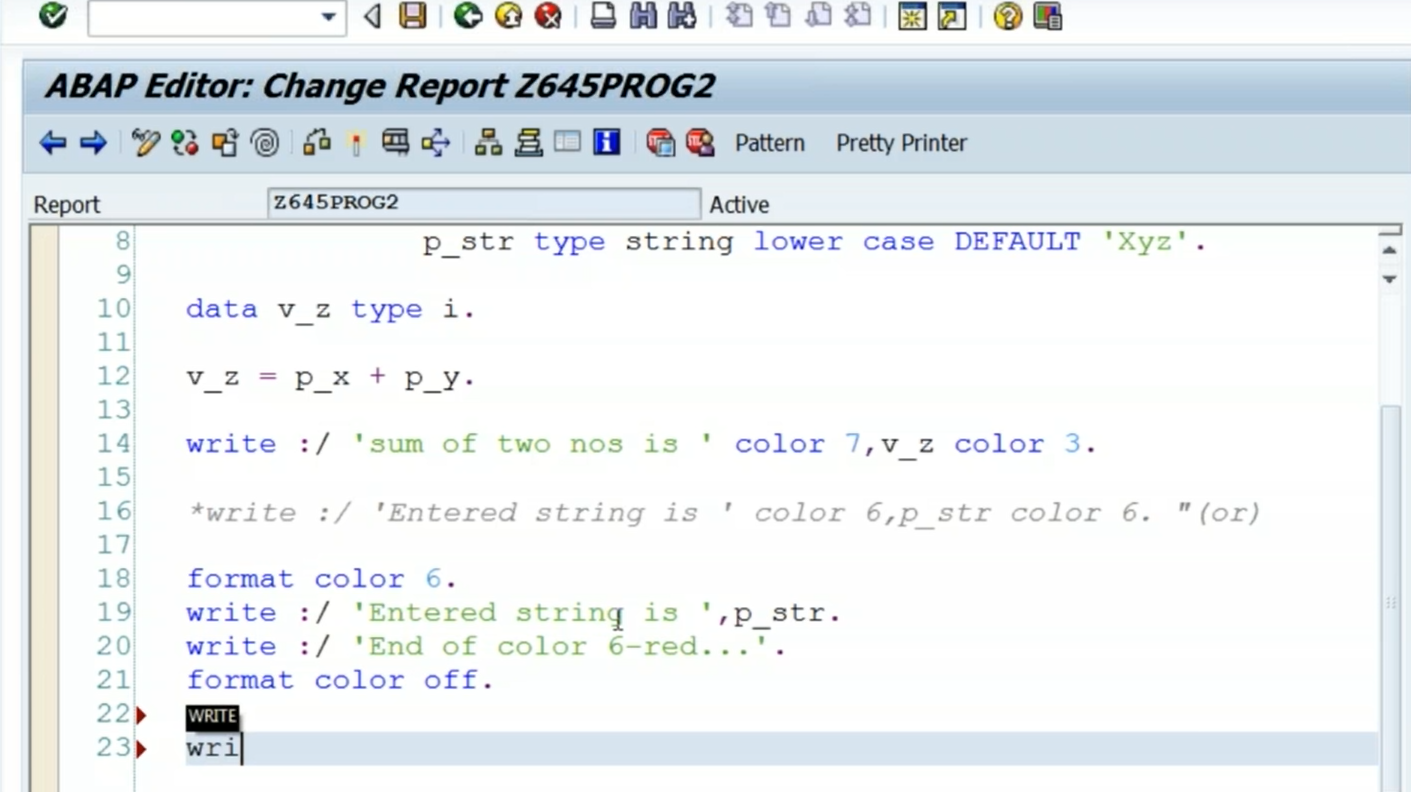 ABAP Editor: Change Report Z645PROG2
Pattern Pretty Printer
Report Z645PROG2 Active
8 p_str type string lower case DEFAULT 'Xyz'.
9
10 data v_z type i.
11
12 v_z = p_x + p_y.
13
14 write :/ 'sum of two nos is ' color 7,v_z color 3.
15
16 *write :/ 'Entered string is ' color 6,p_str color 6. "(or)
17
18 format color 6.
19 write :/ 'Entered string is ',p_str.
20 write :/ 'End of color 6-red...'.
21 format color off.
22 WRITE
23 wri